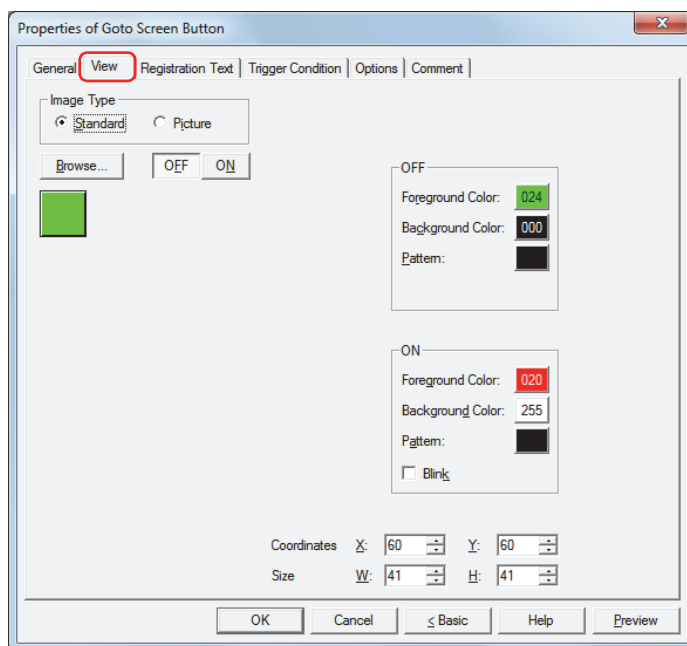 Properties of Goto Screen Button
x
General View Registration Text Trigger Condition Options Comment
Image Type
Standard Picture
Browse... OFF ON
OFF
Foreground Color: 024
Background Color: 000
Pattern:
ON
Foreground Color: 020
Background Color: 255
Pattern:
Blink
Coordinates X: 60 Y: 60
Size W: 41 H: 41
OK Cancel < Basic Help Preview